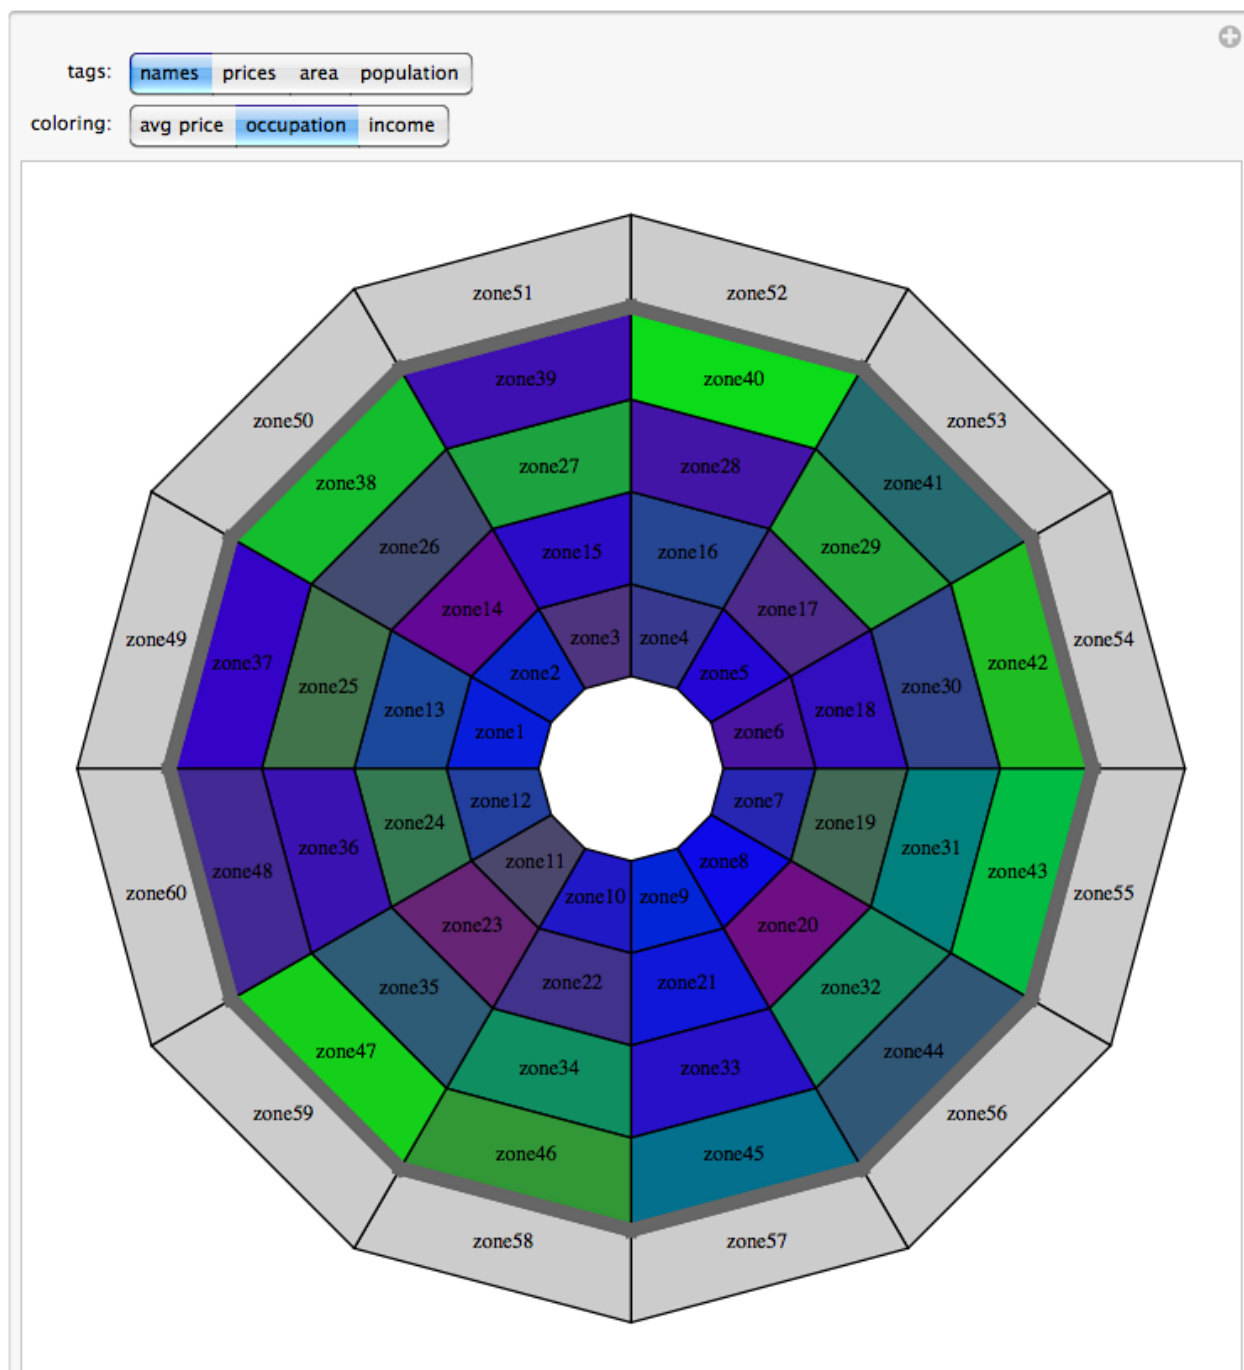 tags: names prices area population
coloring: avg price occupation income
zone51 zone52
zone39 zone40
zone50 zone53
zone27 zone28
zone38 zone41
zone26 zone29
zone15 zone16
zone14 zone17
zone49 zone3 zone4 zone54
zone37 zone42
zone2 zone5
zone25 zone30
zone13 zone18
zone1 zone6
zone12 zone7
zone24 zone19
zone36 zone31
zone11 zone8
zone48 zone43
zone60 zone10 zone9 zone55
zone23 zone20
zone22 zone21
zone35 zone32
zone47 zone44
zone34 zone33
zone59 zone56
zone46 zone45
zone58 zone57